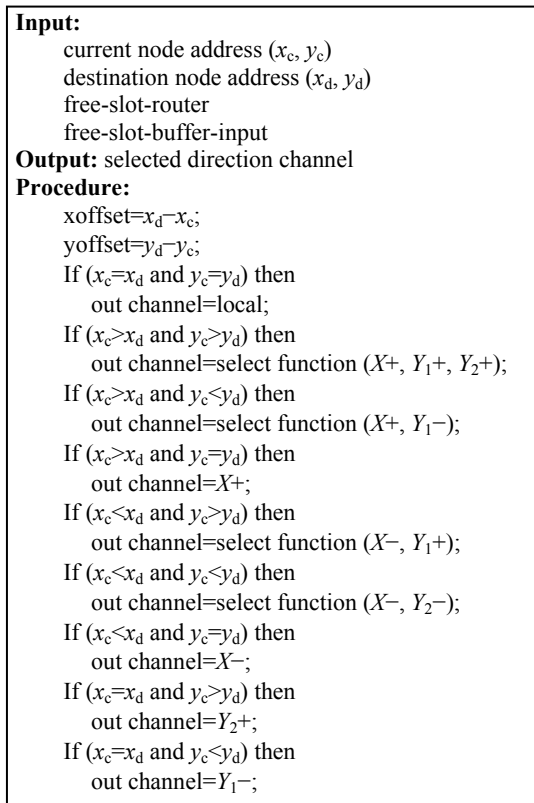 Input:
current node address (xc, yc)
destination node address (xd, yd)
free-slot-router
free-slot-buffer-input
Output: selected direction channel
Procedure:
xoffset=xd−xc;
yoffset=yd−yc;
If (xc=xd and yc=yd) then
out channel=local;
If (xc>xd and yc>yd) then
out channel=select function (X+, Y1+, Y2+);
If (xc>xd and yc<yd) then
out channel=select function (X+, Y1−);
If (xc>xd and yc=yd) then
out channel=X+;
If (xc<xd and yc>yd) then
out channel=select function (X−, Y1+);
If (xc<xd and yc<yd) then
out channel=select function (X−, Y2−);
If (xc<xd and yc=yd) then
out channel=X−;
If (xc=xd and yc>yd) then
out channel=Y2+;
If (xc=xd and yc<yd) then
out channel=Y1−;